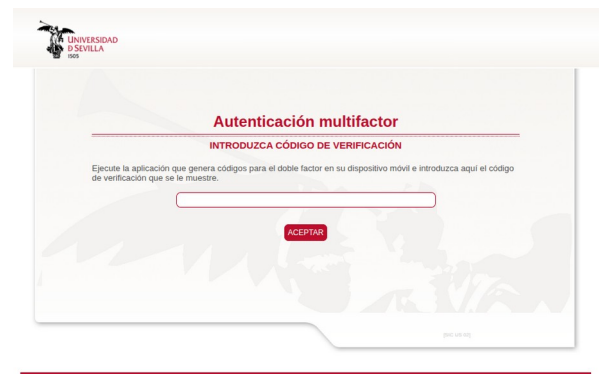 UNIVERSIDAD
D SEVILLA
1505
Autenticación multifactor
INTRODUZCA CÓDIGO DE VERIFICACIÓN
Ejecute la aplicación que genera códigos para el doble factor en su dispositivo móvil e introduzca aquí el código
de verificación que se le muestre.
ACEPTAR